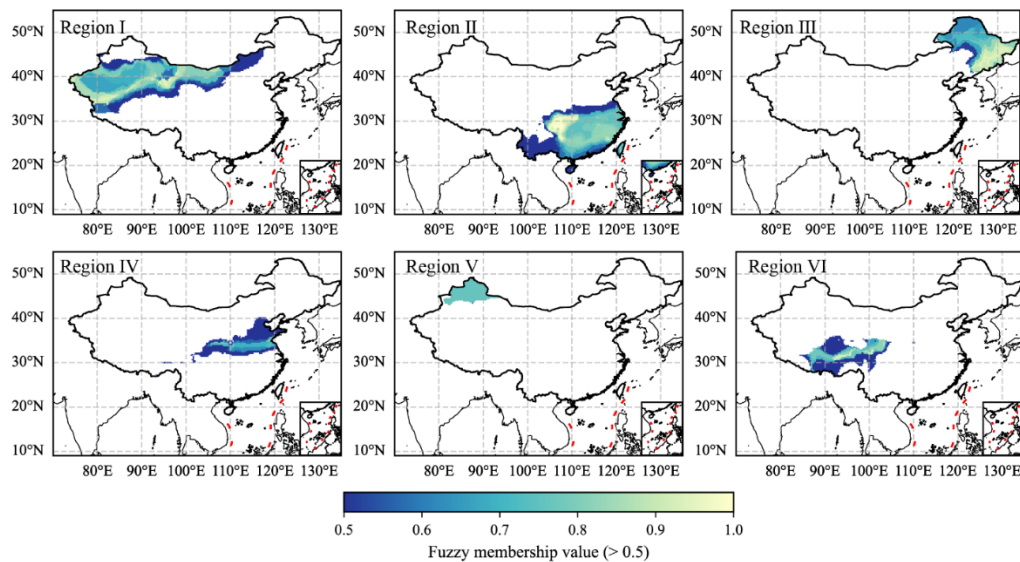 Region I
Region II
Region III
50°N
40°N
30°N
20°N
10°N
50°N
40°N
30°N
20°N
10°N
50°N
40°N
30°N
20°N
10°N
80°E 90°E 100°E 110°E 120°E 130°E
80°E 90°E 100°E 110°E 120°E 130°E
80°E 90°E 100°E 110°E 120°E 130°E
Region IV
Region V
Region VI
50°N
40°N
30°N
20°N
10°N
50°N
40°N
30°N
20°N
10°N
50°N
40°N
30°N
20°N
10°N
80°E 90°E 100°E 110°E 120°E 130°E
80°E 90°E 100°E 110°E 120°E 130°E
80°E 90°E 100°E 110°E 120°E 130°E
0.5 0.6 0.7 0.8 0.9 1.0
Fuzzy membership value (> 0.5)